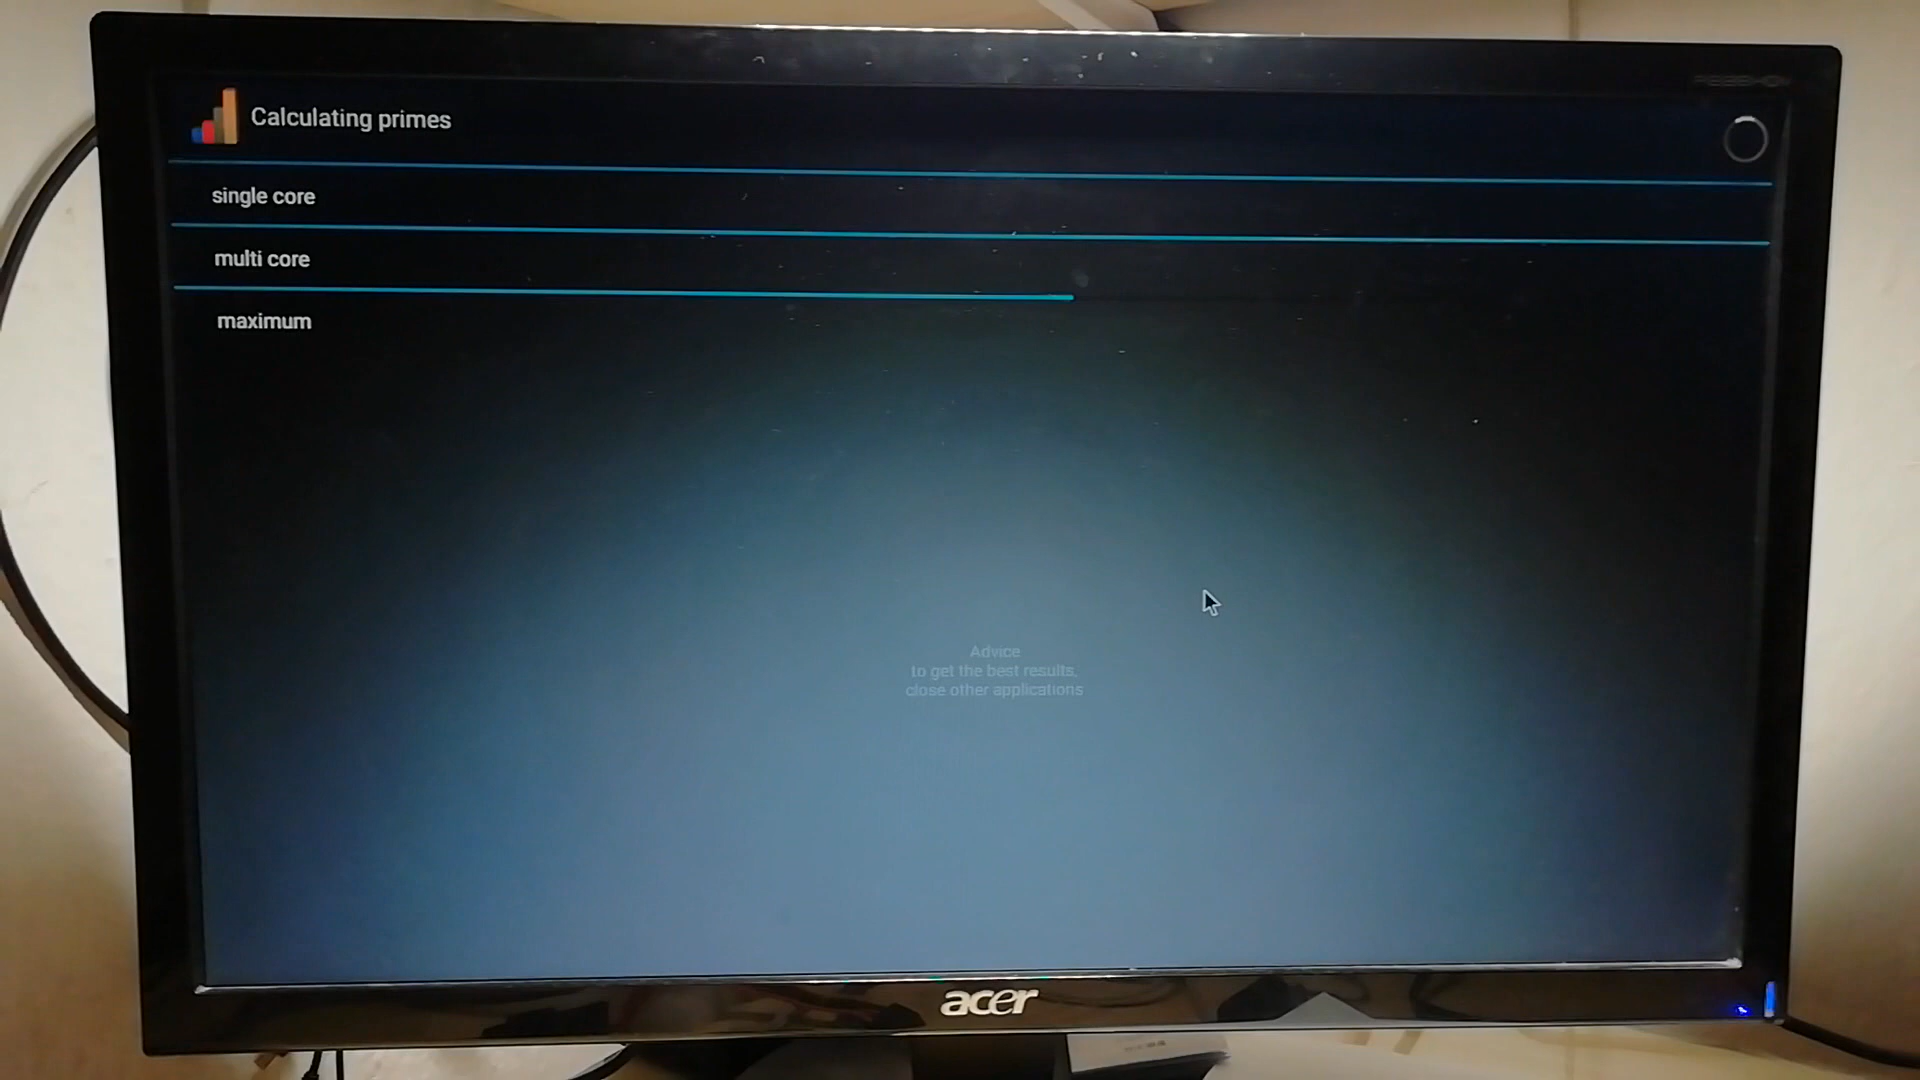 Calculating primes
single core
multi core
maximum
Advice
to get the best results,
close other applications
acer